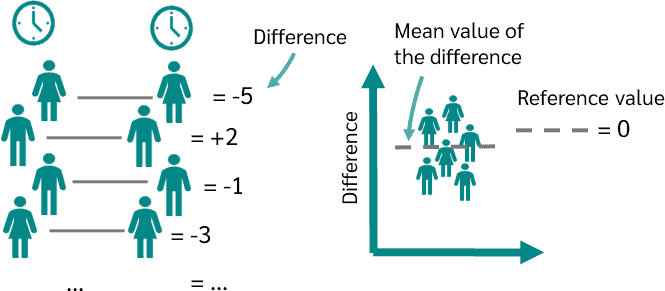 Difference
= -5
= +2
= -1
= -3
... = ...
Mean value of
the difference
Difference
Reference value
= 0